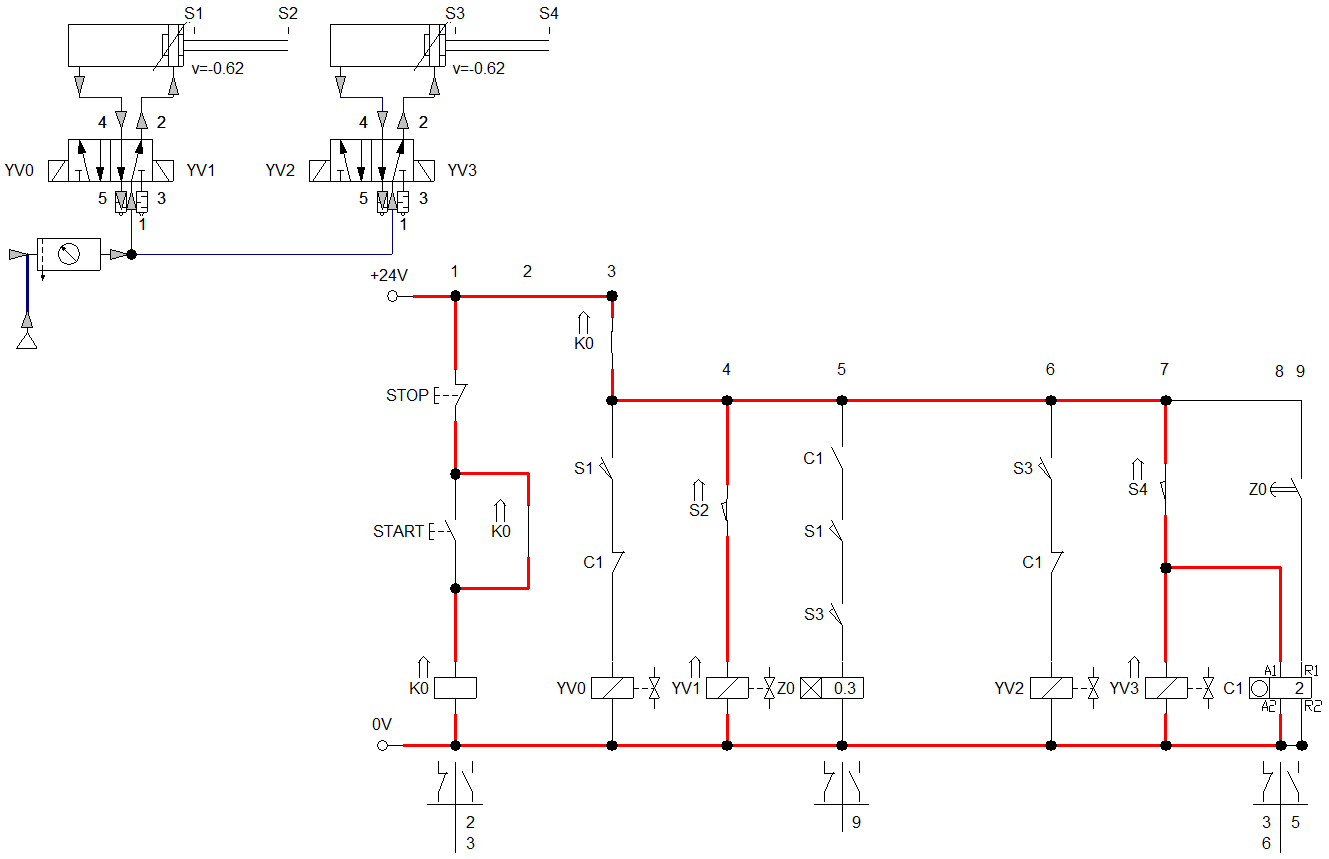 S1 S2 S3 S4
v=-0.62 v=-0.62
4 2 4 2
YV0 YV1 YV2 YV3
5 3 5 3
1 1
+24V 1 2 3
K0
4 5 6 7 8 9
STOP
S1 C1 S3 S4 Z0
S2
START K0 S1
C1 C1
S3
A1 R1
K0 YV0 YV1 Z0 0.3 YV2 YV3 C1 2
A2 R2
0V
2 9 3 5
3 6